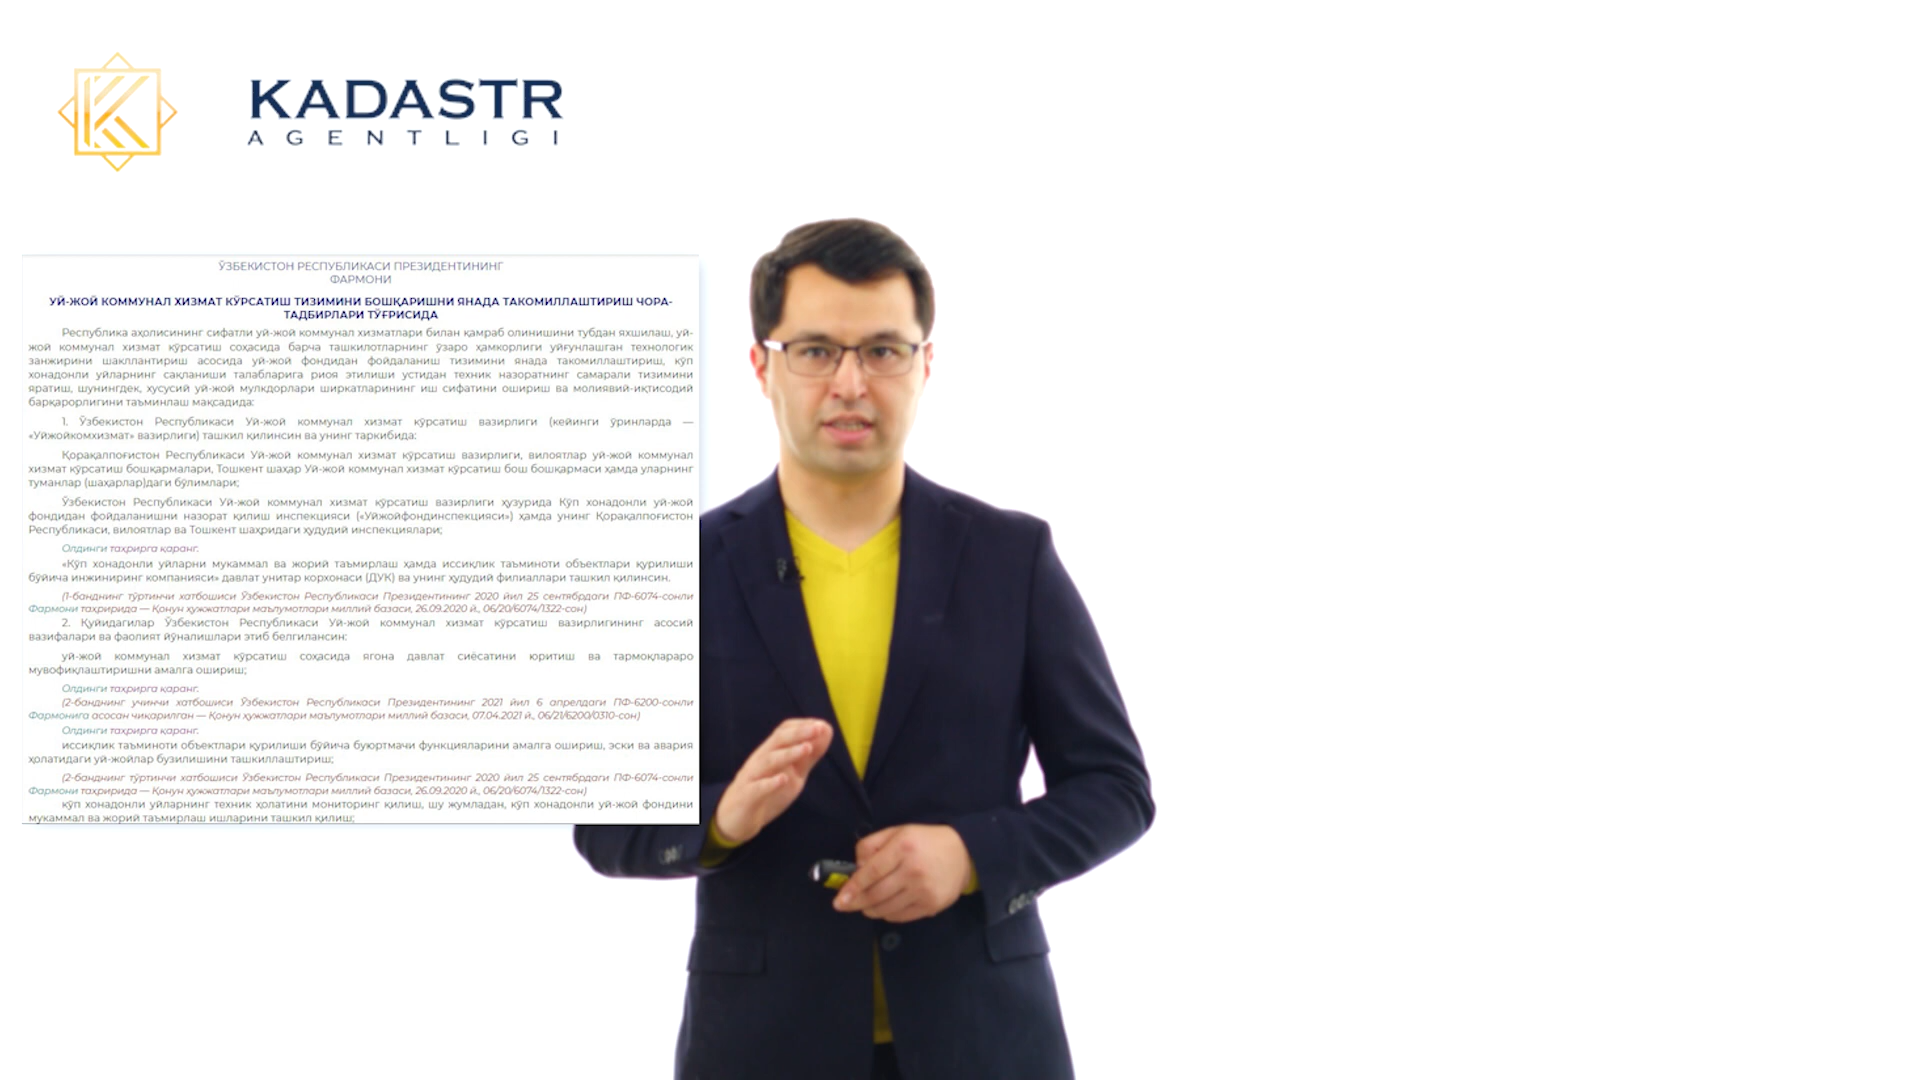 KADASTR
AGENTLIGI
ЎЗБЕКИСТОН РЕСПУБЛИКАСИ ПРЕЗИДЕНТИНИНГ
ФАРМОНИ
УЙ-ЖОЙ КОММУНАЛ ХИЗМАТ КЎРСАТИШ ТИЗИМИНИ БОШҚАРИШНИ ЯНАДА ТАКОМИЛЛАШТИРИШ ЧОРА-
ТАДБИРЛАРИ ТЎҒРИСИДА
Республика аҳолисининг сифатли уй-жой коммунал хизматлари билан қамраб олинишини тубдан яхшилаш, уй-
жой коммунал хизмат кўрсатиш соҳасида барча ташкилотларнинг ўзаро ҳамкорлиги уйғунлашган технологик
занжирини шакллантириш асосида уй-жой фондидан фойдаланиш тизимини янада такомиллаштириш, кўп
хонадонли уйларнинг сақланиши талабларига риоя этилиши устидан техник назоратнинг самарали тизимини
яратиш, шунингдек, хусусий уй-жой мулкдорлари ширкатларининг иш сифатини ошириш ва молиявий-иқтисодий
барқарорлигини таъминлаш мақсадида:
1. Ўзбекистон Республикаси Уй-жой коммунал хизмат кўрсатиш вазирлиги (кейинги ўринларда —
«Уйжойкомхизмат» вазирлиги) ташкил қилинсин ва унинг таркибида:
Қорақалпоғистон Республикаси Уй-жой коммунал хизмат кўрсатиш вазирлиги, вилоятлар уй-жой коммунал
хизмат кўрсатиш бошқармалари, Тошкент шаҳар Уй-жой коммунал хизмат кўрсатиш бош бошқармаси ҳамда уларнинг
туманлар (шаҳарлар)даги бўлимлари;
Ўзбекистон Республикаси Уй-жой коммунал хизмат кўрсатиш вазирлиги ҳузурида Кўп хонадонли уй-жой
фондидан фойдаланишни назорат қилиш инспекцияси («Уйжойфондинспекцияси») ҳамда унинг Қорақалпоғистон
Республикаси, вилоятлар ва Тошкент шаҳридаги ҳудудий инспекциялари;
Олдинги таҳрирга қаранг.
«Кўп хонадонли уйларни мукаммал ва жорий таъмирлаш ҳамда иссиқлик таъминоти объектлари қурилиши
бўйича инжиниринг компанияси» давлат унитар корхонаси (ДУК) ва унинг ҳудудий филиаллари ташкил қилинсин.
(1-банднинг тўртинчи хатбошиси Ўзбекистон Республикаси Президентининг 2020 йил 25 сентябрдаги ПФ-6074-сонли
Фармони таҳририда — Қонун ҳужжатлари маълумотлари миллий базаси, 26.09.2020 й., 06/20/6074/1322-сон)
2. Қуйидагилар Ўзбекистон Республикаси Уй-жой коммунал хизмат кўрсатиш вазирлигининг асосий
вазифалари ва фаолият йўналишлари этиб белгилансин:
уй-жой коммунал хизмат кўрсатиш соҳасида ягона давлат сиёсатини юритиш ва тармоқлараро
мувофиқлаштиришни амалга ошириш;
Олдинги таҳрирга қаранг.
(2-банднинг учинчи хатбошиси Ўзбекистон Республикаси Президентининг 2021 йил 6 апрелдаги ПФ-6200-сонли
Фармонига асосан чиқарилган — Қонун ҳужжатлари маълумотлари миллий базаси, 07.04.2021 й., 06/21/6200/0310-сон)
Олдинги таҳрирга қаранг.
иссиқлик таъминоти объектлари қурилиши бўйича буюртмачи функцияларини амалга ошириш, эски ва авария
ҳолатидаги уй-жойлар бузилишини ташкиллаштириш;
(2-банднинг тўртинчи хатбошиси Ўзбекистон Республикаси Президентининг 2020 йил 25 сентябрдаги ПФ-6074-сонли
Фармони таҳририда — Қонун ҳужжатлари маълумотлари миллий базаси, 26.09.2020 й., 06/20/6074/1322-сон)
кўп хонадонли уйларнинг техник ҳолатини мониторинг қилиш, шу жумладан, кўп хонадонли уй-жой фондини
мукаммал ва жорий таъмирлаш ишларини ташкил қилиш;